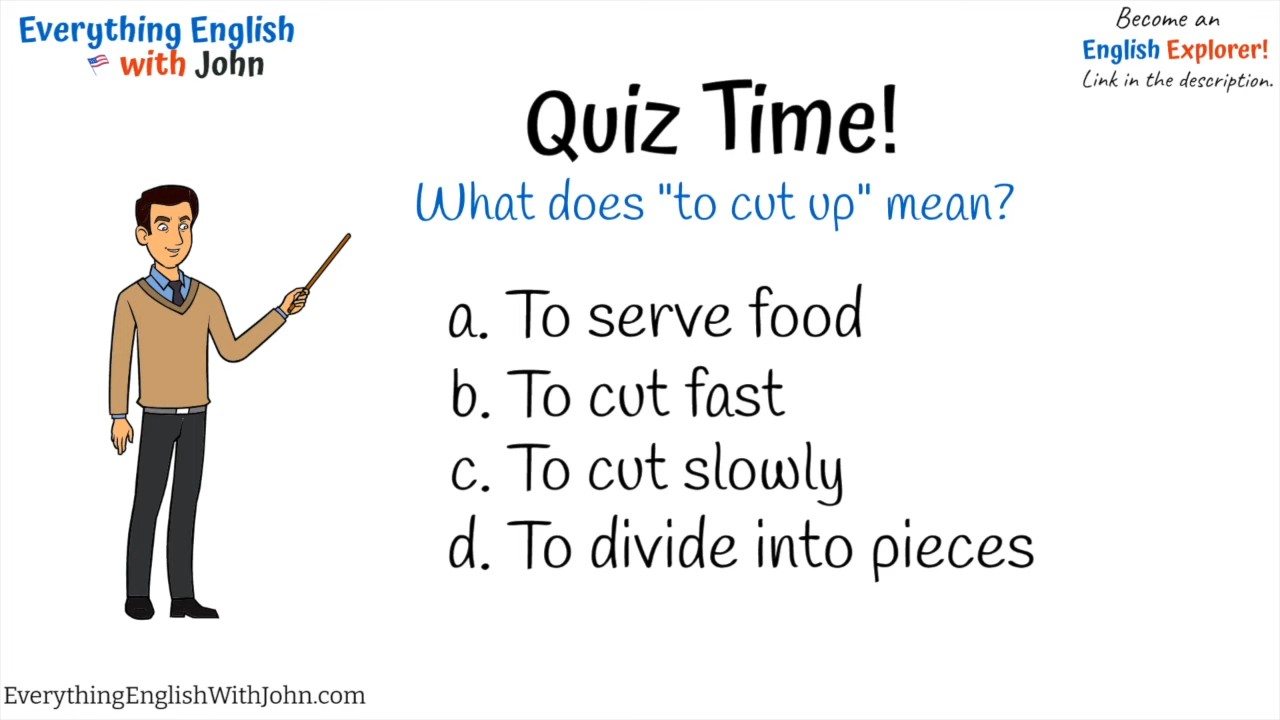 Everything English
with John
Become an
English Explorer!
Link in the description.
Quiz Time!
What does "to cut up" mean?
a. To serve food
b. To cut fast
c. To cut slowly
d. To divide into pieces
EverythingEnglishWithJohn.com